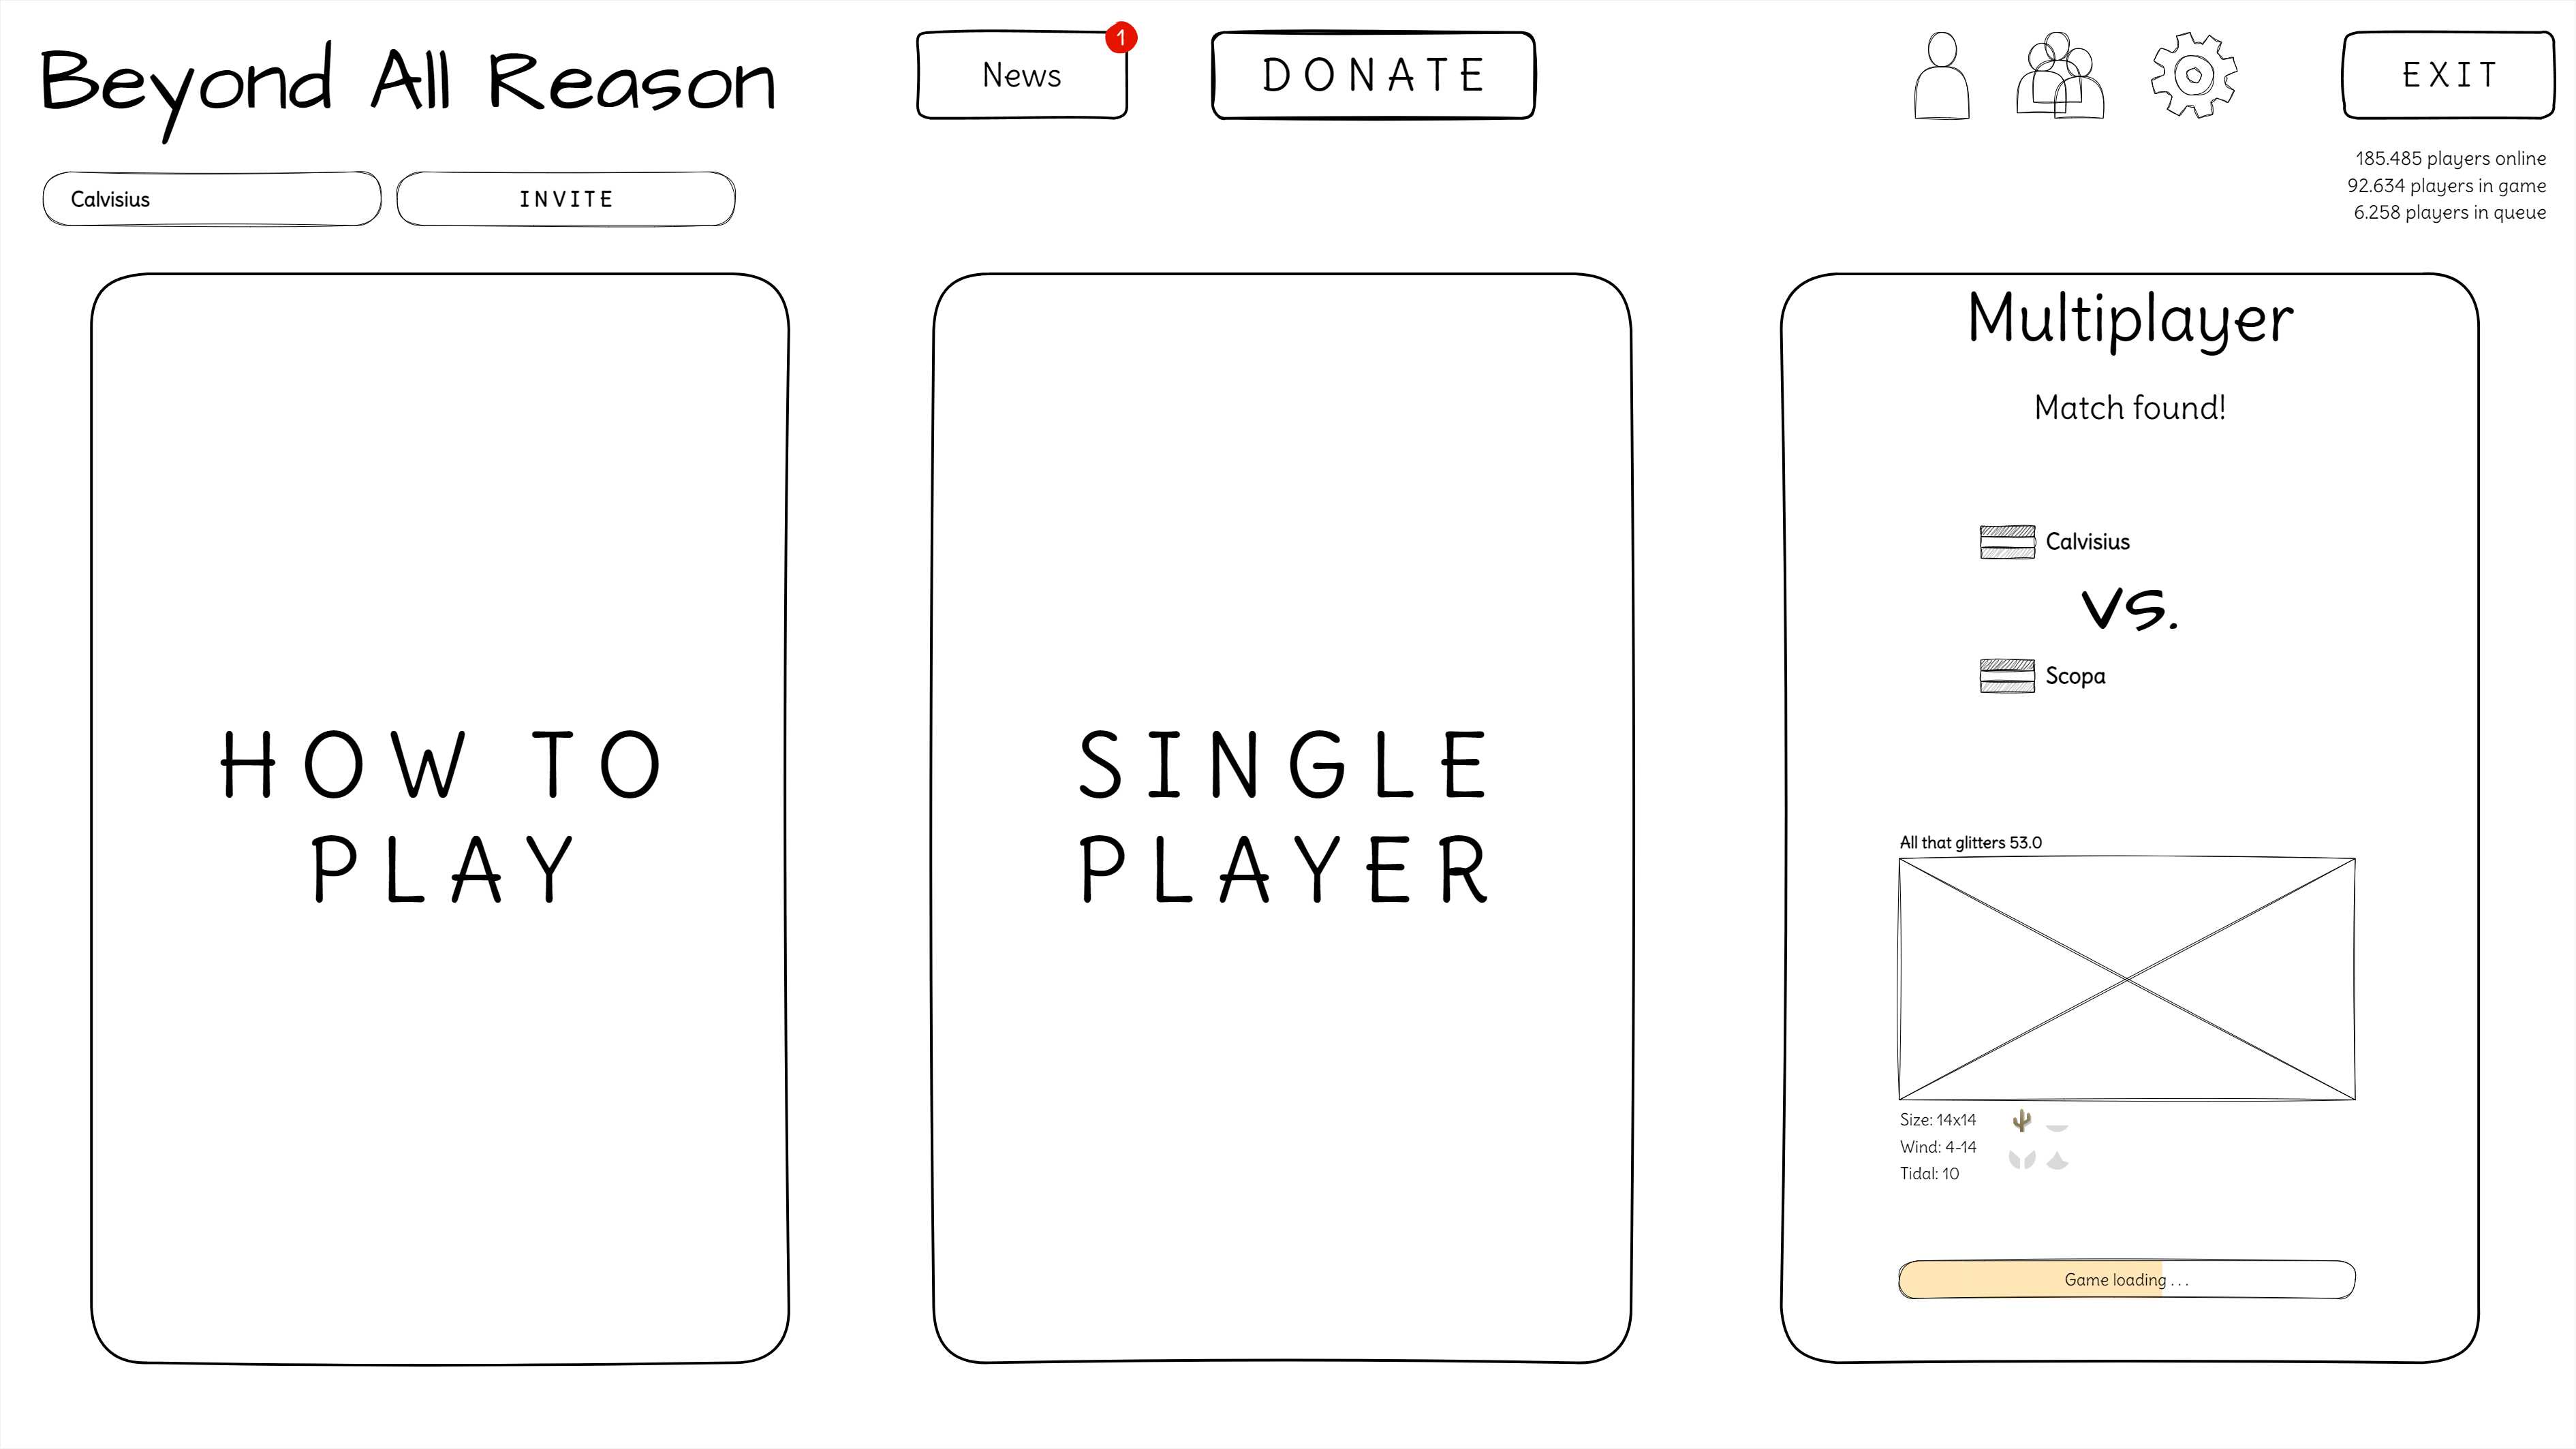 Beyond All Reason
News
1
DONATE
EXIT
185.485 players online
92.634 players in game
6.258 players in queue
Calvisius
INVITE
HOW TO
PLAY
SINGLE
PLAYER
Multiplayer
Match found!
Calvisius
VS.
Scopa
All that glitters 53.0
Size: 14x14
Wind: 4-14
Tidal: 10
Game loading . . .